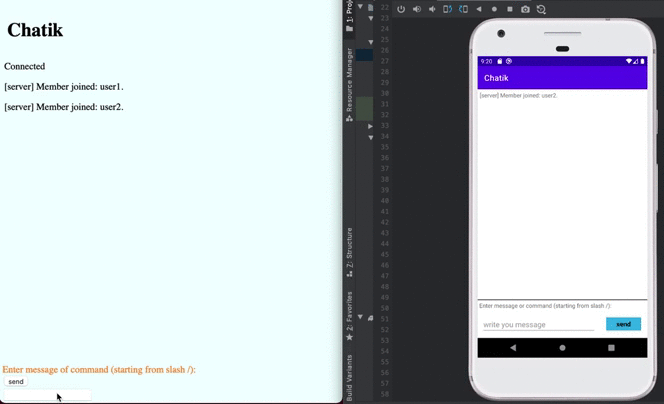 Chatik
Connected
[server] Member joined: user1.
[server] Member joined: user2.
Enter message of command (starting from slash /):
send
1: Proj
Resource Manager
Z: Structure
2: Favorites
Build Variants
22
23
24
25
26
27
28
29
30
31
32
33
34
35
36
37
38
39
40
41
42
43
44
45
46
47
48
49
50
51
52
53
54
55
56
57
58
9:20
Chatik
[server] Member joined: user2.
Enter message or command (starting from slash /):
write you message
send